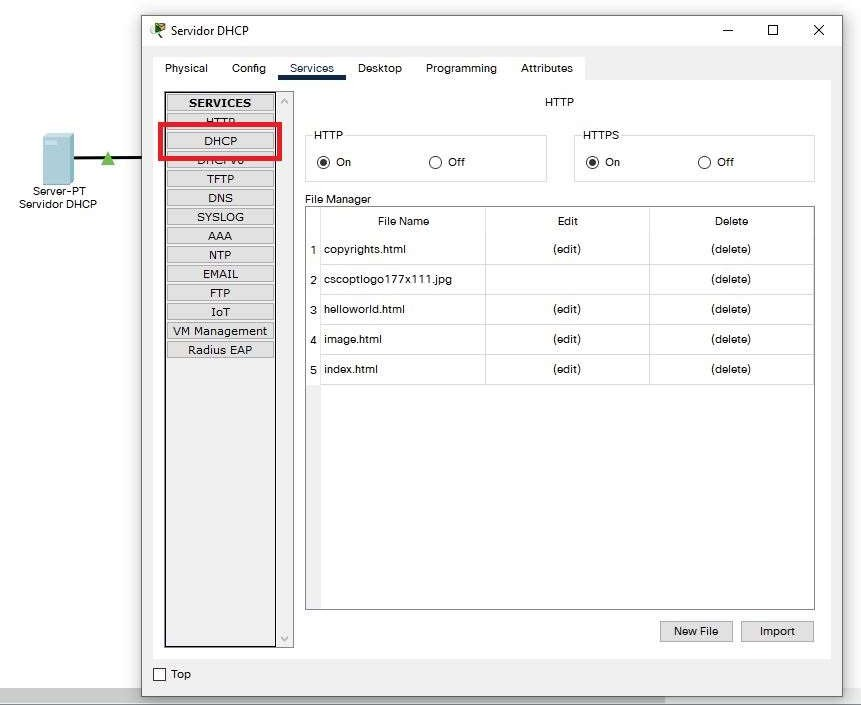 Servidor DHCP
Physical Config Services Desktop Programming Attributes
Server-PT
Servidor DHCP
SERVICES
HTTP
DHCP
DHCPv6
TFTP
DNS
SYSLOG
AAA
NTP
EMAIL
FTP
IoT
VM Management
Radius EAP
HTTP
HTTP
On Off
HTTPS
On Off
File Manager
File Name Edit Delete
1 copyrights.html (edit) (delete)
2 cscoptlogo177x111.jpg (delete)
3 helloworld.html (edit) (delete)
4 image.html (edit) (delete)
5 index.html (edit) (delete)
New File Import
Top